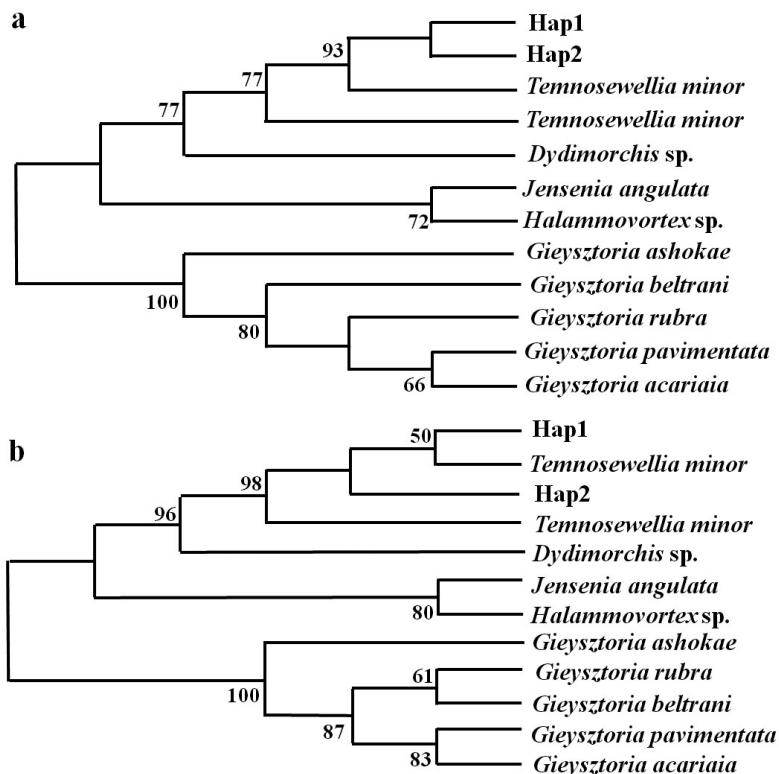 a
Hap1
93
Hap2
77
Temnosewellia minor
77
Temnosewellia minor
Dydimorchis sp.
Jensenia angulata
72
Halammovortex sp.
Gieysztoria ashokae
100
Gieysztoria beltrani
80
Gieysztoria rubra
Gieysztoria pavimentata
66
Gieysztoria acariaia
b
50
Hap1
Temnosewellia minor
98
Hap2
96
Temnosewellia minor
Dydimorchis sp.
Jensenia angulata
80
Halammovortex sp.
Gieysztoria ashokae
100
61
Gieysztoria rubra
Gieysztoria beltrani
87
Gieysztoria pavimentata
83
Gieysztoria acariaia